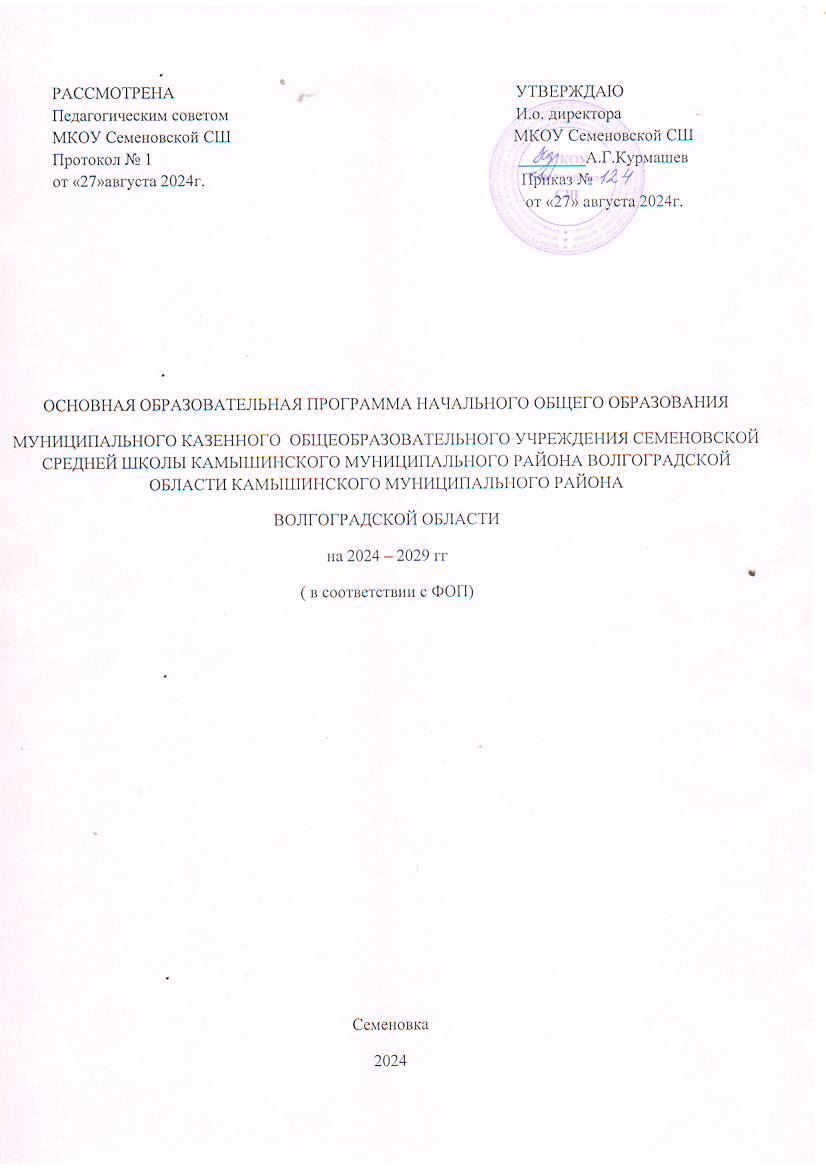 РАССМОТРЕНА
Педагогическим советом
МКОУ Семеновской СШ
Протокол № 1
от «27»августа 2024г.
УТВЕРЖДАЮ
И.о. директора
МКОУ Семеновской СШ
А.Г.Курмашев
Приказ № 124
от «27» августа 2024г.
ОСНОВНАЯ ОБРАЗОВАТЕЛЬНАЯ ПРОГРАММА НАЧАЛЬНОГО ОБЩЕГО ОБРАЗОВАНИЯ
МУНИЦИПАЛЬНОГО КАЗЕННОГО ОБЩЕОБРАЗОВАТЕЛЬНОГО УЧРЕЖДЕНИЯ СЕМЕНОВСКОЙ
СРЕДНЕЙ ШКОЛЫ КАМЫШИНСКОГО МУНИЦИПАЛЬНОГО РАЙОНА ВОЛГОГРАДСКОЙ
ОБЛАСТИ КАМЫШИНСКОГО МУНИЦИПАЛЬНОГО РАЙОНА
ВОЛГОГРАДСКОЙ ОБЛАСТИ
на 2024 – 2029 гг
( в соответствии с ФОП)
Семеновка
2024